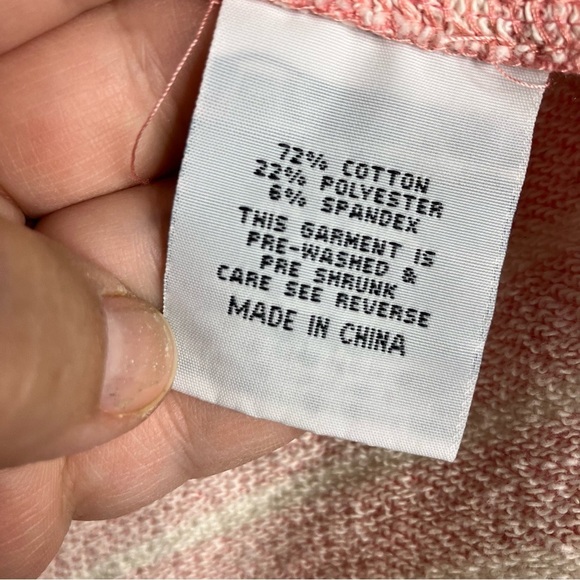 72% COTTON
22% POLYESTER
6% SPANDEX
THIS GARMENT IS
PRE-WASHED &
PRE SHRUNK
CARE SEE REVERSE
MADE IN CHINA